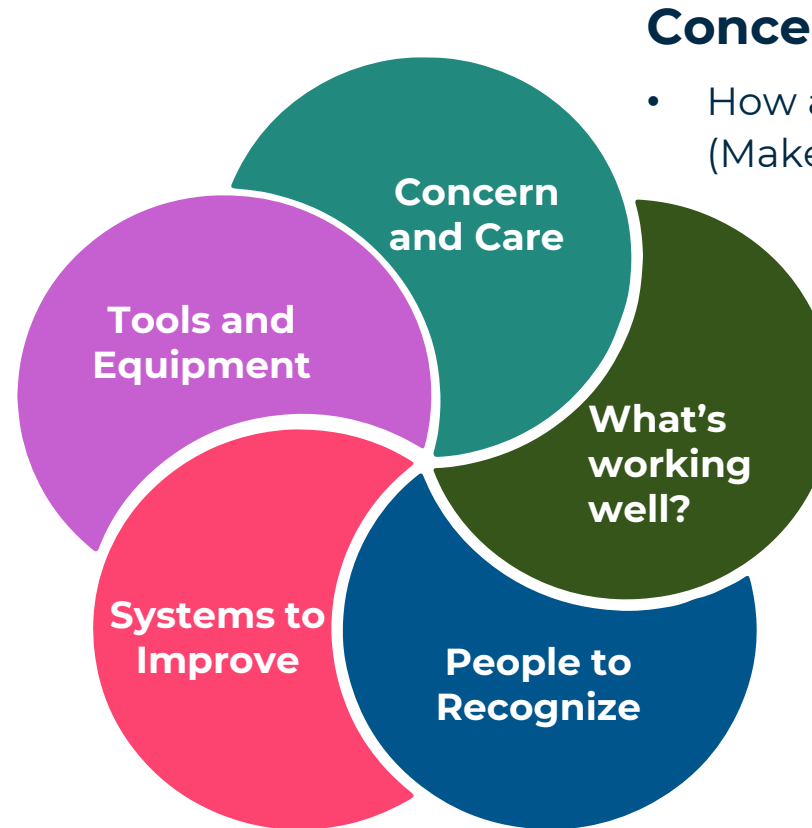 Conce
• How a
(Make
Concern
and Care
Tools and
Equipment
What's
working
well?
Systems to
Improve
People to
Recognize